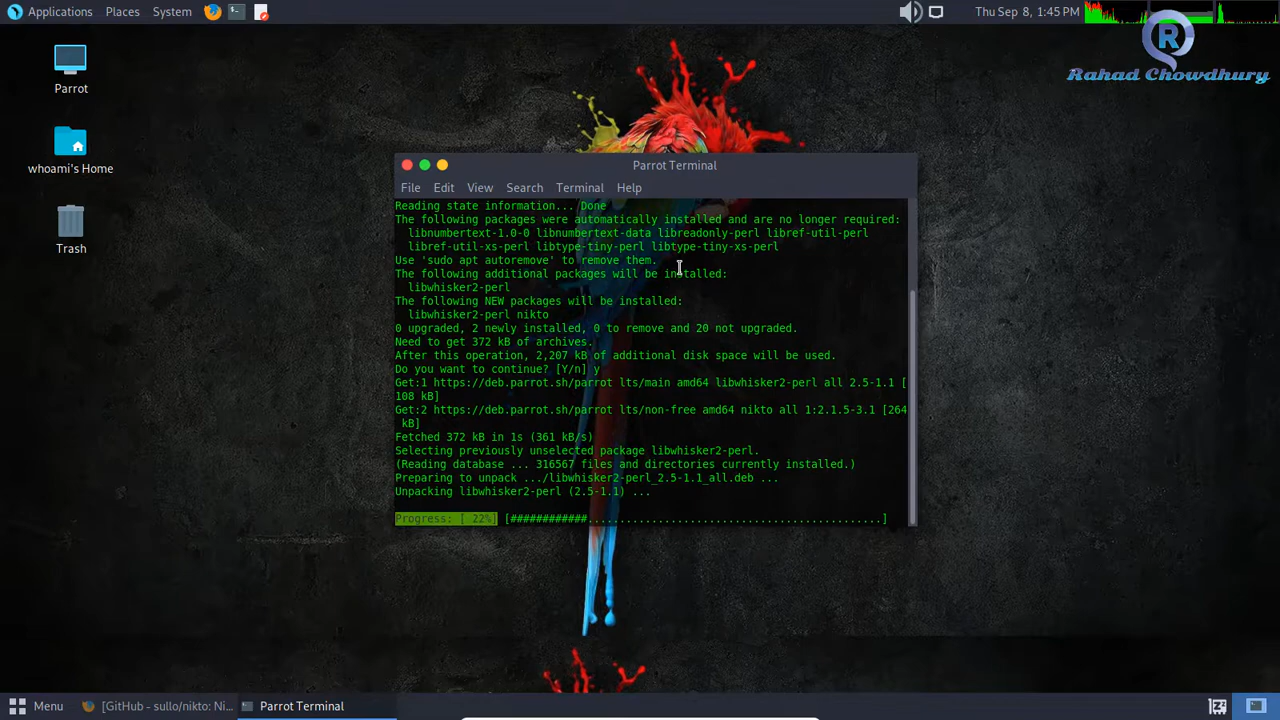 Applications Places System
Thu Sep 8, 1:45 PM
R
Rahad Chowdhury
Parrot
whoami's Home
Trash
Parrot Terminal
File Edit View Search Terminal Help
Reading state information... Done
The following packages were automatically installed and are no longer required:
libnumbertext-1.0-0 libnumbertext-data libreadonly-perl libref-util-perl
libref-util-xs-perl libtype-tiny-perl libtype-tiny-xs-perl
Use 'sudo apt autoremove' to remove them.
The following additional packages will be installed:
libwhisker2-perl
The following NEW packages will be installed:
libwhisker2-perl nikto
0 upgraded, 2 newly installed, 0 to remove and 20 not upgraded.
Need to get 372 kB of archives.
After this operation, 2,207 kB of additional disk space will be used.
Do you want to continue? [Y/n] y
Get:1 https://deb.parrot.sh/parrot lts/main amd64 libwhisker2-perl all 2.5-1.1 [
108 kB]
Get:2 https://deb.parrot.sh/parrot lts/non-free amd64 nikto all 1:2.1.5-3.1 [264
kB]
Fetched 372 kB in 1s (361 kB/s)
Selecting previously unselected package libwhisker2-perl.
(Reading database ... 316567 files and directories currently installed.)
Preparing to unpack .../libwhisker2-perl_2.5-1.1_all.deb ...
Unpacking libwhisker2-perl (2.5-1.1) ...
Progress: [ 22%] [############..............................................]
Menu [GitHub - sullo/nikto: Ni... Parrot Terminal